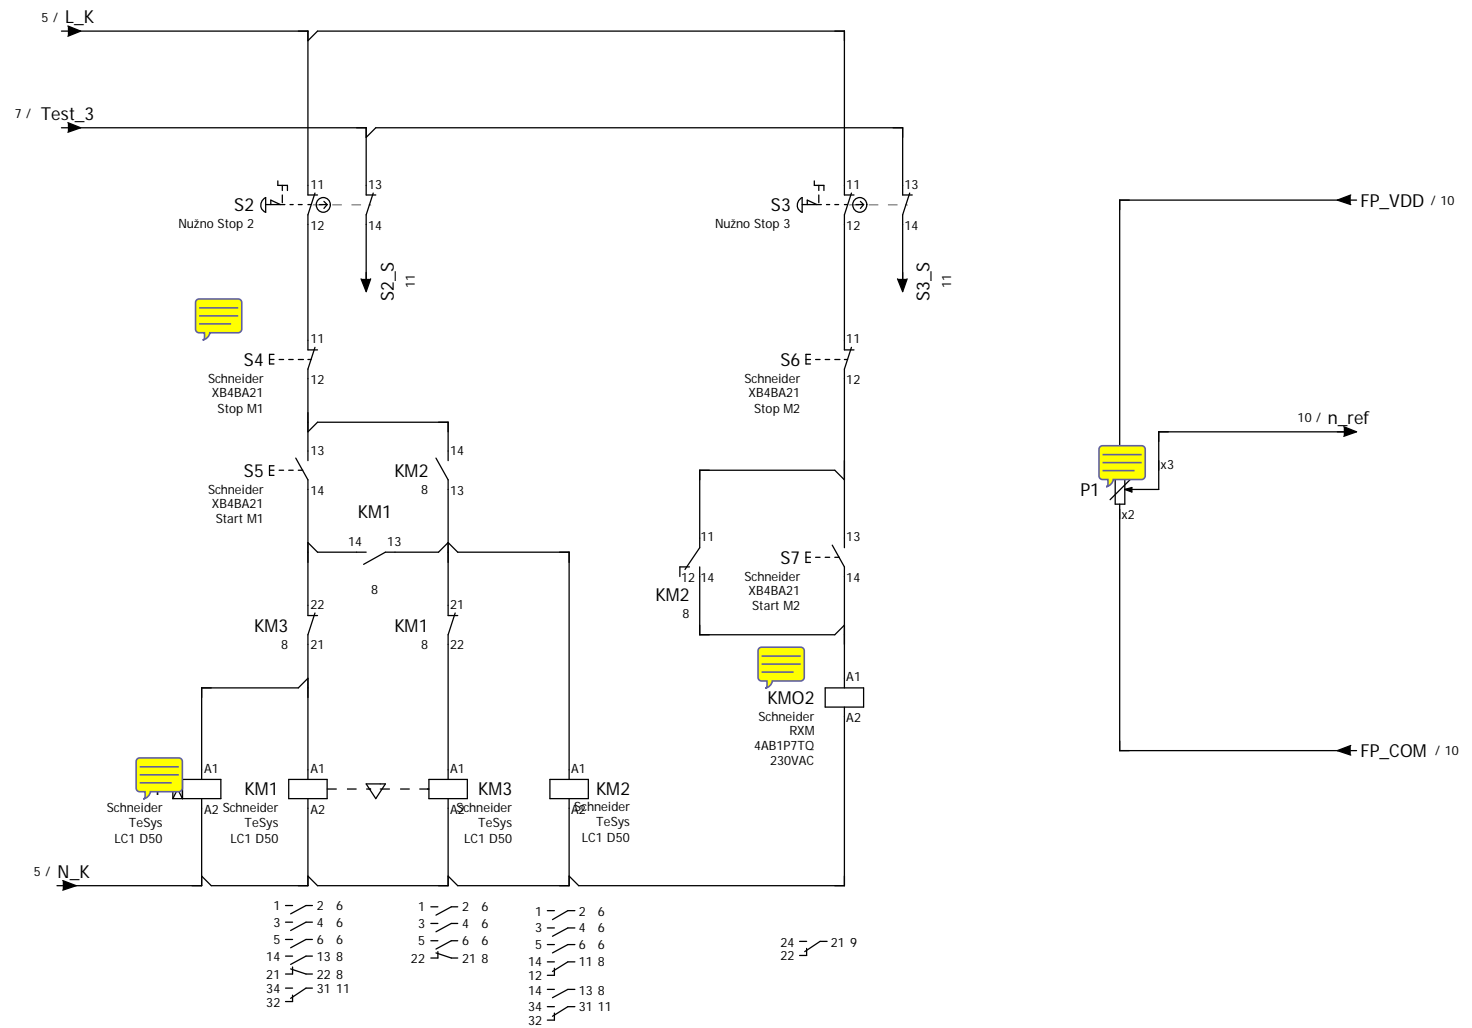 5 / L_K
7 / Test_3
11
13
11
13
S2
S3
Nužno Stop 2
12
14
Nužno Stop 3
12
14
FP_VDD / 10
S2_S
11
S3_S
11
11
11
S4 E
S6 E
Schneider
12
XB4BA21
Stop M1
Schneider
12
XB4BA21
Stop M2
10 / n_ref
13
14
S5 E
KM2
Schneider
14
8
13
XB4BA21
Start M1
x3
P1
x2
KM1
14
13
8
11
13
S7 E
12
14
Schneider
14
KM2
XB4BA21
8
Start M2
22
21
KM3
KM1
8
21
8
22
A1
KMO2
Schneider
A2
RXM
4AB1P7TQ
230VAC
FP_COM / 10
A1
A1
A1
A1
KM1
KM3
KM2
Schneider
A2
Schneider
A2
Schneider
A2
Schneider
A2
TeSys
TeSys
TeSys
TeSys
LC1 D50
LC1 D50
LC1 D50
LC1 D50
5 / N_K
1 2 6
3 4 6
5 6 6
14 13 8
21 22 8
34 31 11
32
1 2 6
3 4 6
5 6 6
22 21 8
1 2 6
3 4 6
5 6 6
14 11 8
12
14 13 8
34 31 11
32
24 21 9
22